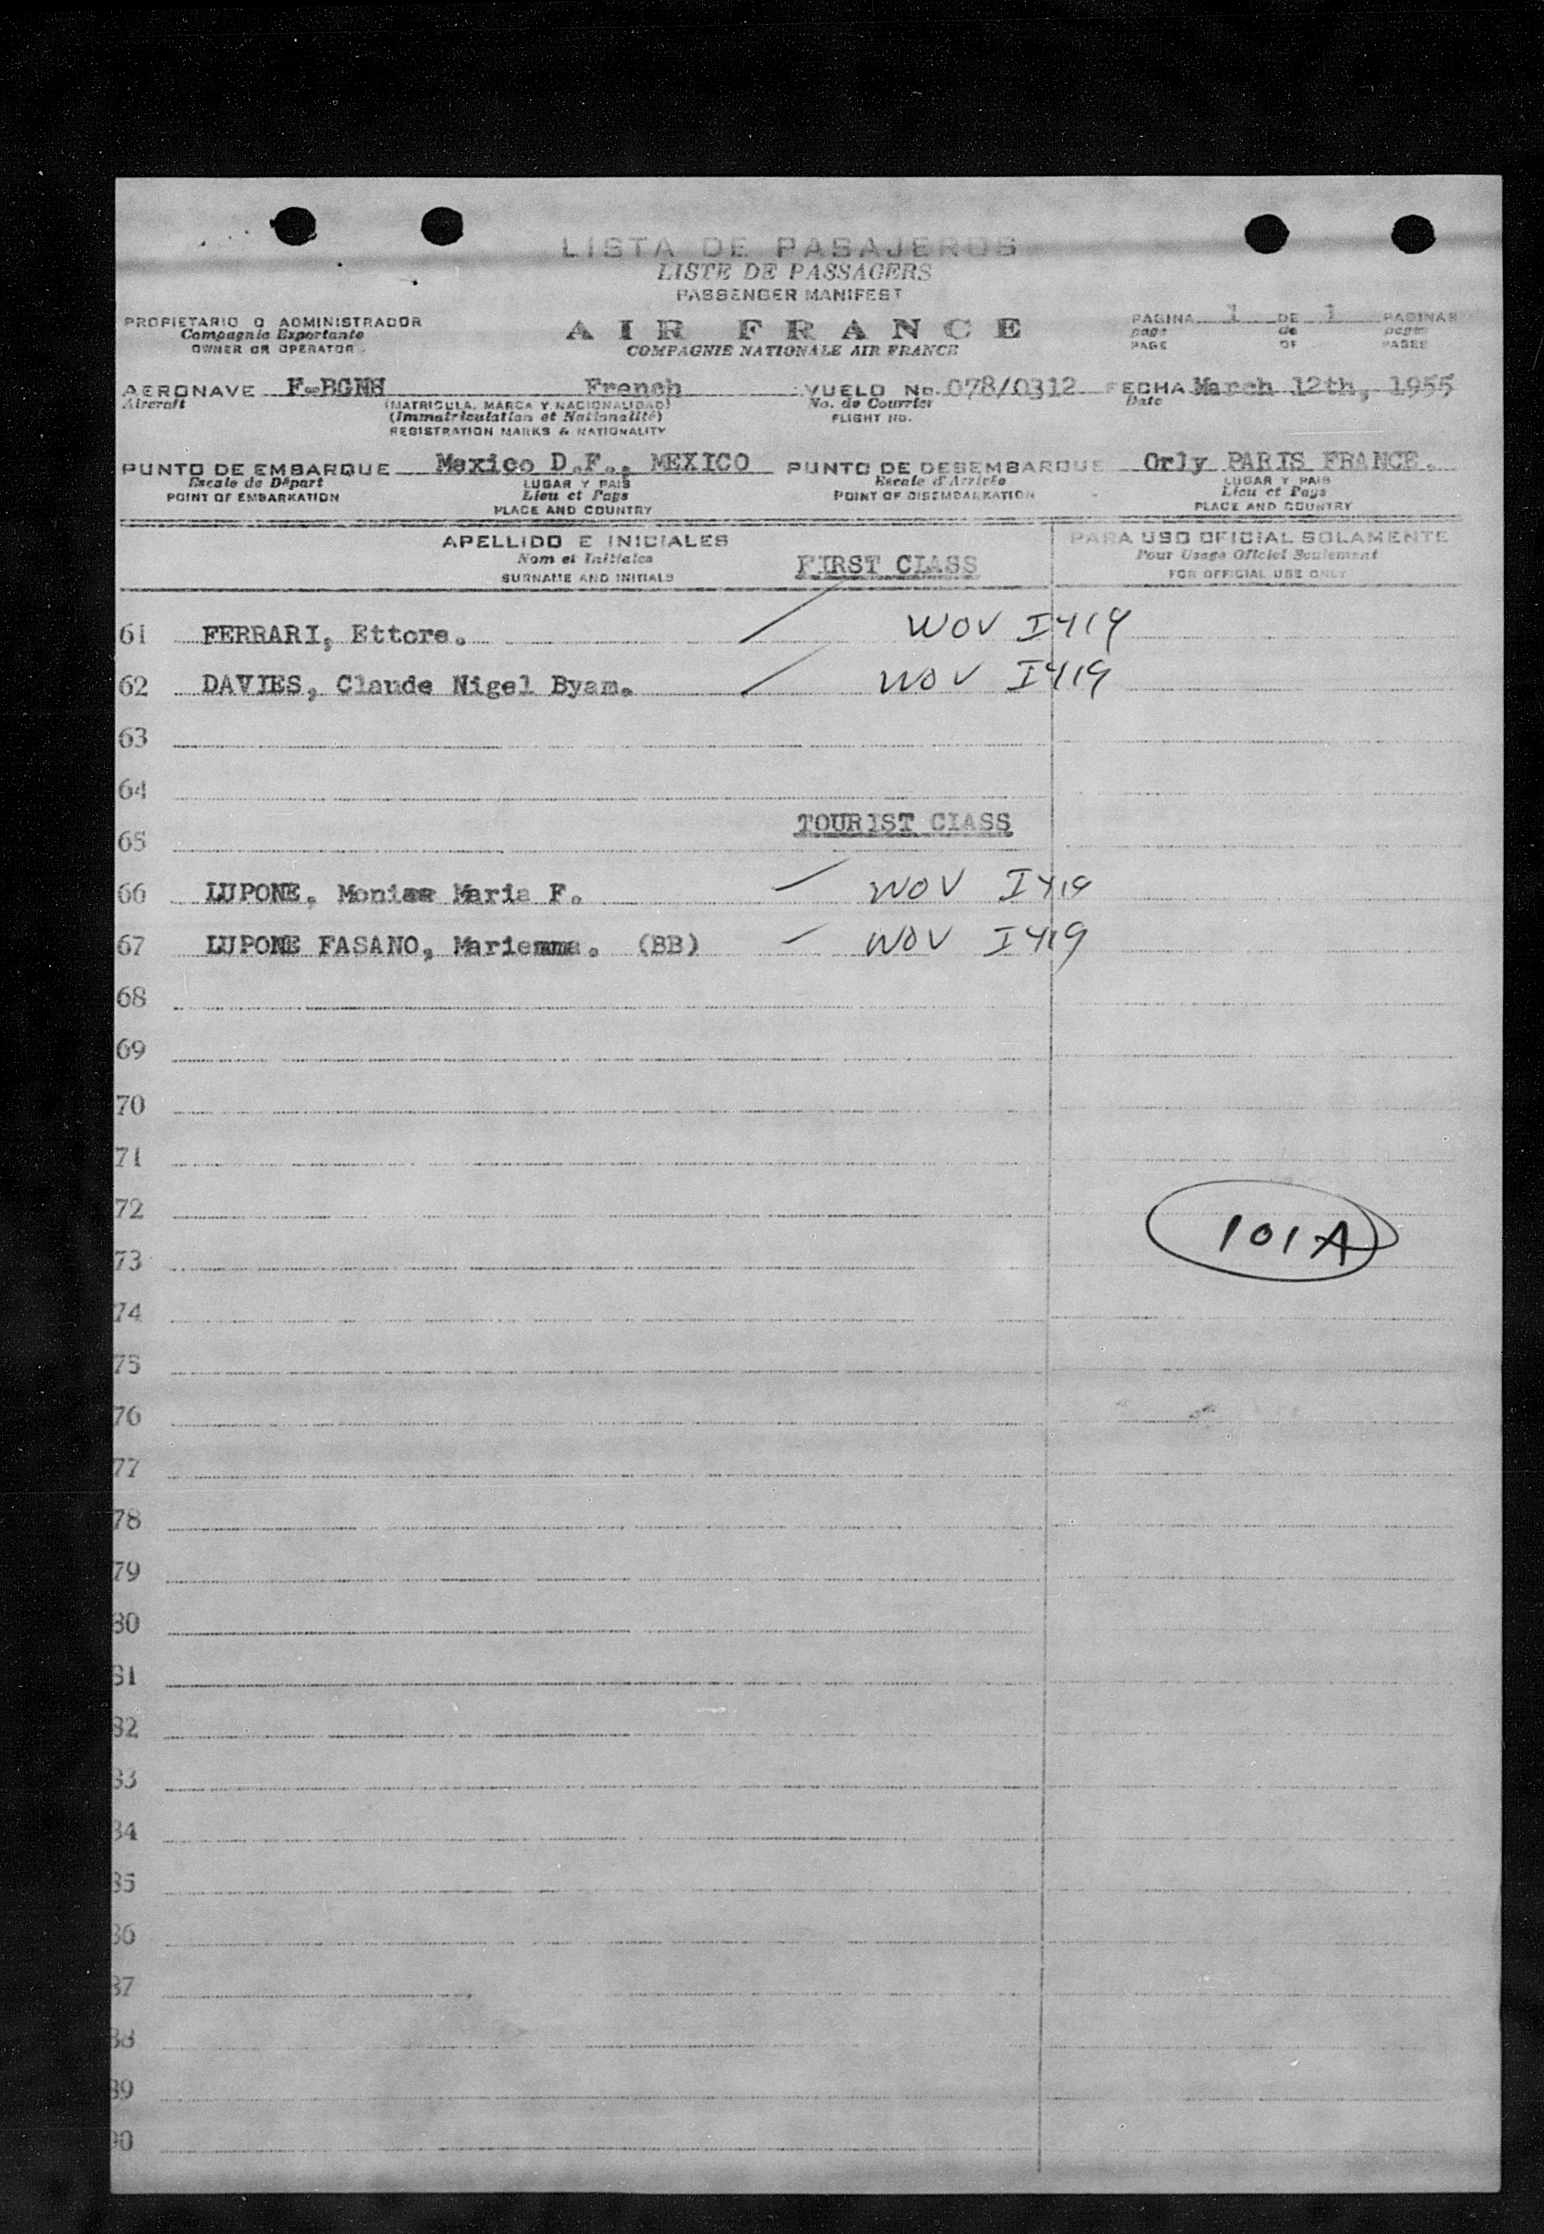 LISTA DE PASAJEROS
LISTE DE PASSAGERS
PASSENGER MANIFEST
PROPIETARIO O ADMINISTRADOR
Compagnie Exportante
OWNER OR OPERATOR
AIR FRANCE
COMPAGNIE NATIONALE AIR FRANCE
PAGINA 1 DE 1 PAGINAS
page de pages
PAGE OF PAGES
AERONAVE F-BGNH French VUELO No. 078/0312 FECHA March 12th, 1955
Aircraft (MATRICULA, MARCA Y NACIONALIDAD) No. de Courrier Date
(Immatriculation et Nationalité) FLIGHT NO.
REGISTRATION MARKS & NATIONALITY
PUNTO DE EMBARQUE Mexico D.F., MEXICO PUNTO DE DESEMBARQUE Orly PARIS FRANCE.
Escale de Départ LUGAR Y PAIS Escale d'Arrivée LUGAR Y PAIS
POINT OF EMBARKATION Lieu et Pays POINT OF DISEMBARKATION Lieu et Pays
PLACE AND COUNTRY PLACE AND COUNTRY
APELLIDO E INICIALES PARA USO OFICIAL SOLAMENTE
Nom et Initiales FIRST CLASS Pour Usage Officiel Seulement
SURNAME AND INITIALS FOR OFFICIAL USE ONLY
61 FERRARI, Ettore. WOV I419
62 DAVIES, Claude Nigel Byam. WOV I419
63
64
TOURIST CLASS
65
66 LUPONE, Maria F. WOV I419
67 LUPONE FASANO, Mariemma. (BB) WOV I419
68
69
70
71
72
101A
73
74
75
76
77
78
79
80
81
82
83
84
85
86
87
88
89
90